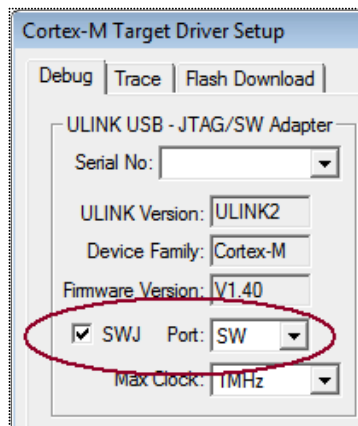 Cortex-M Target Driver Setup
Debug Trace Flash Download
ULINK USB - JTAG/SW Adapter
Serial No:
ULINK Version: ULINK2
Device Family: Cortex-M
Firmware Version: V1.40
SWJ Port: SW
Max Clock: 1MHz